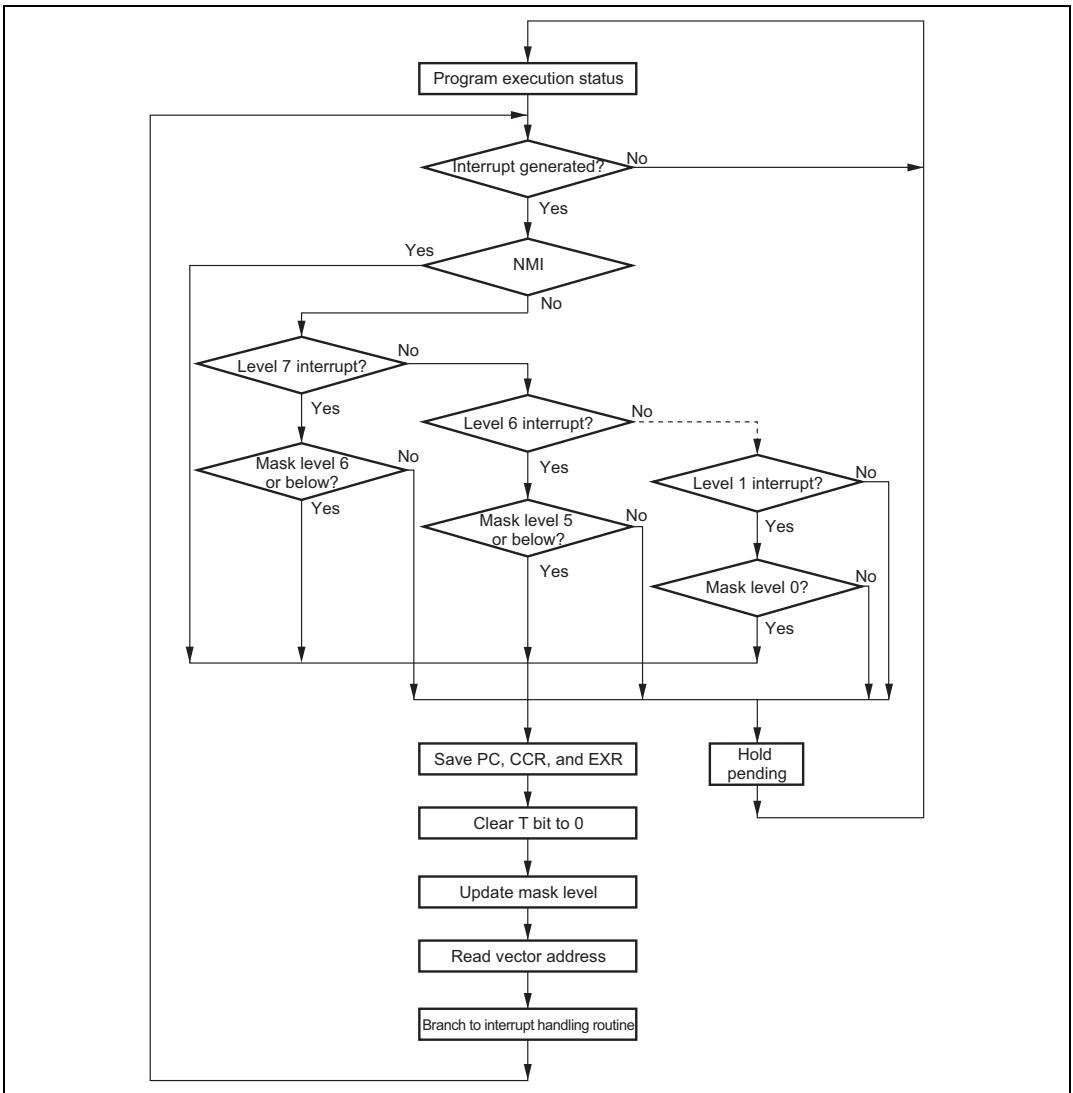 Program execution status
Interrupt generated?
No
Yes
Yes
NMI
No
Level 7 interrupt?
No
Yes
Level 6 interrupt?
No
Mask level 6
or below?
No
Yes
Yes
Level 1 interrupt?
No
Mask level 5
or below?
No
Yes
Yes
Mask level 0?
No
Yes
Save PC, CCR, and EXR
Hold
pending
Clear T bit to 0
Update mask level
Read vector address
Branch to interrupt handling routine